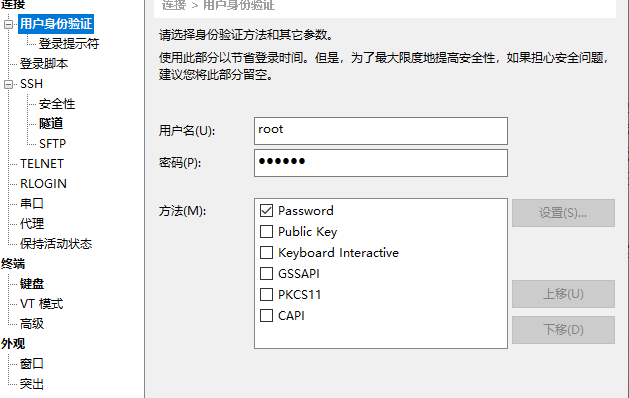 连接
用户身份验证
登录提示符
登录脚本
SSH
安全性
隧道
SFTP
TELNET
RLOGIN
串口
代理
保持活动状态
终端
键盘
VT 模式
高级
外观
窗口
突出
连接 > 用户身份验证
请选择身份验证方法和其它参数。
使用此部分以节省登录时间。但是，为了最大限度地提高安全性，如果担心安全问题，
建议您将此部分留空。
用户名(U):
root
密码(P):
●●●●●●
方法(M):
Password
Public Key
Keyboard Interactive
GSSAPI
PKCS11
CAPI
设置(S)...
上移(U)
下移(D)